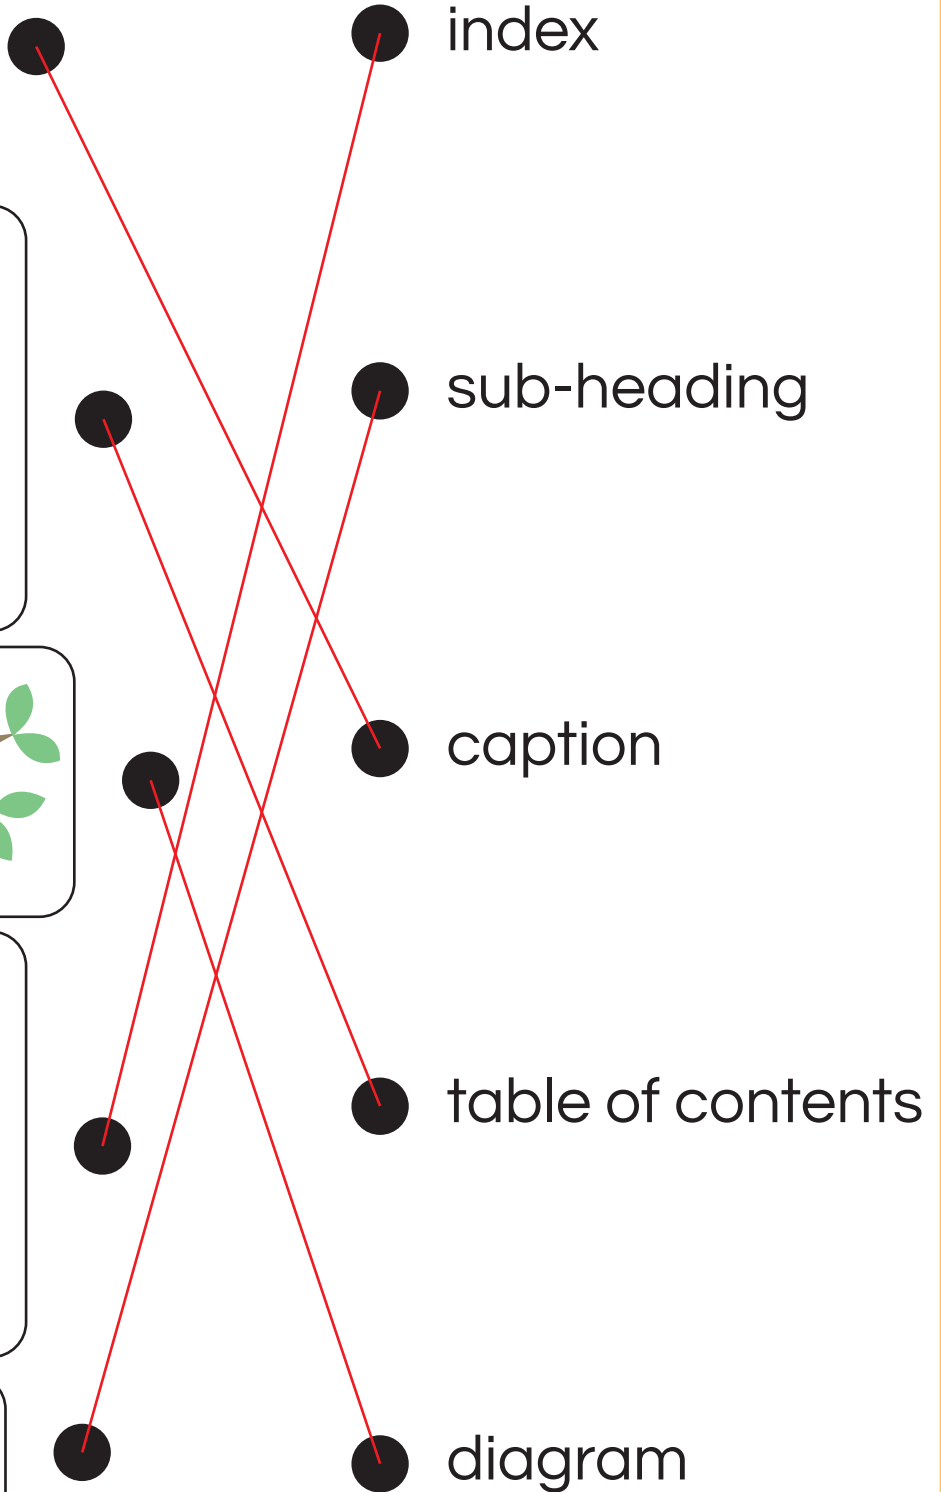 index
sub-heading
caption
table of contents
diagram